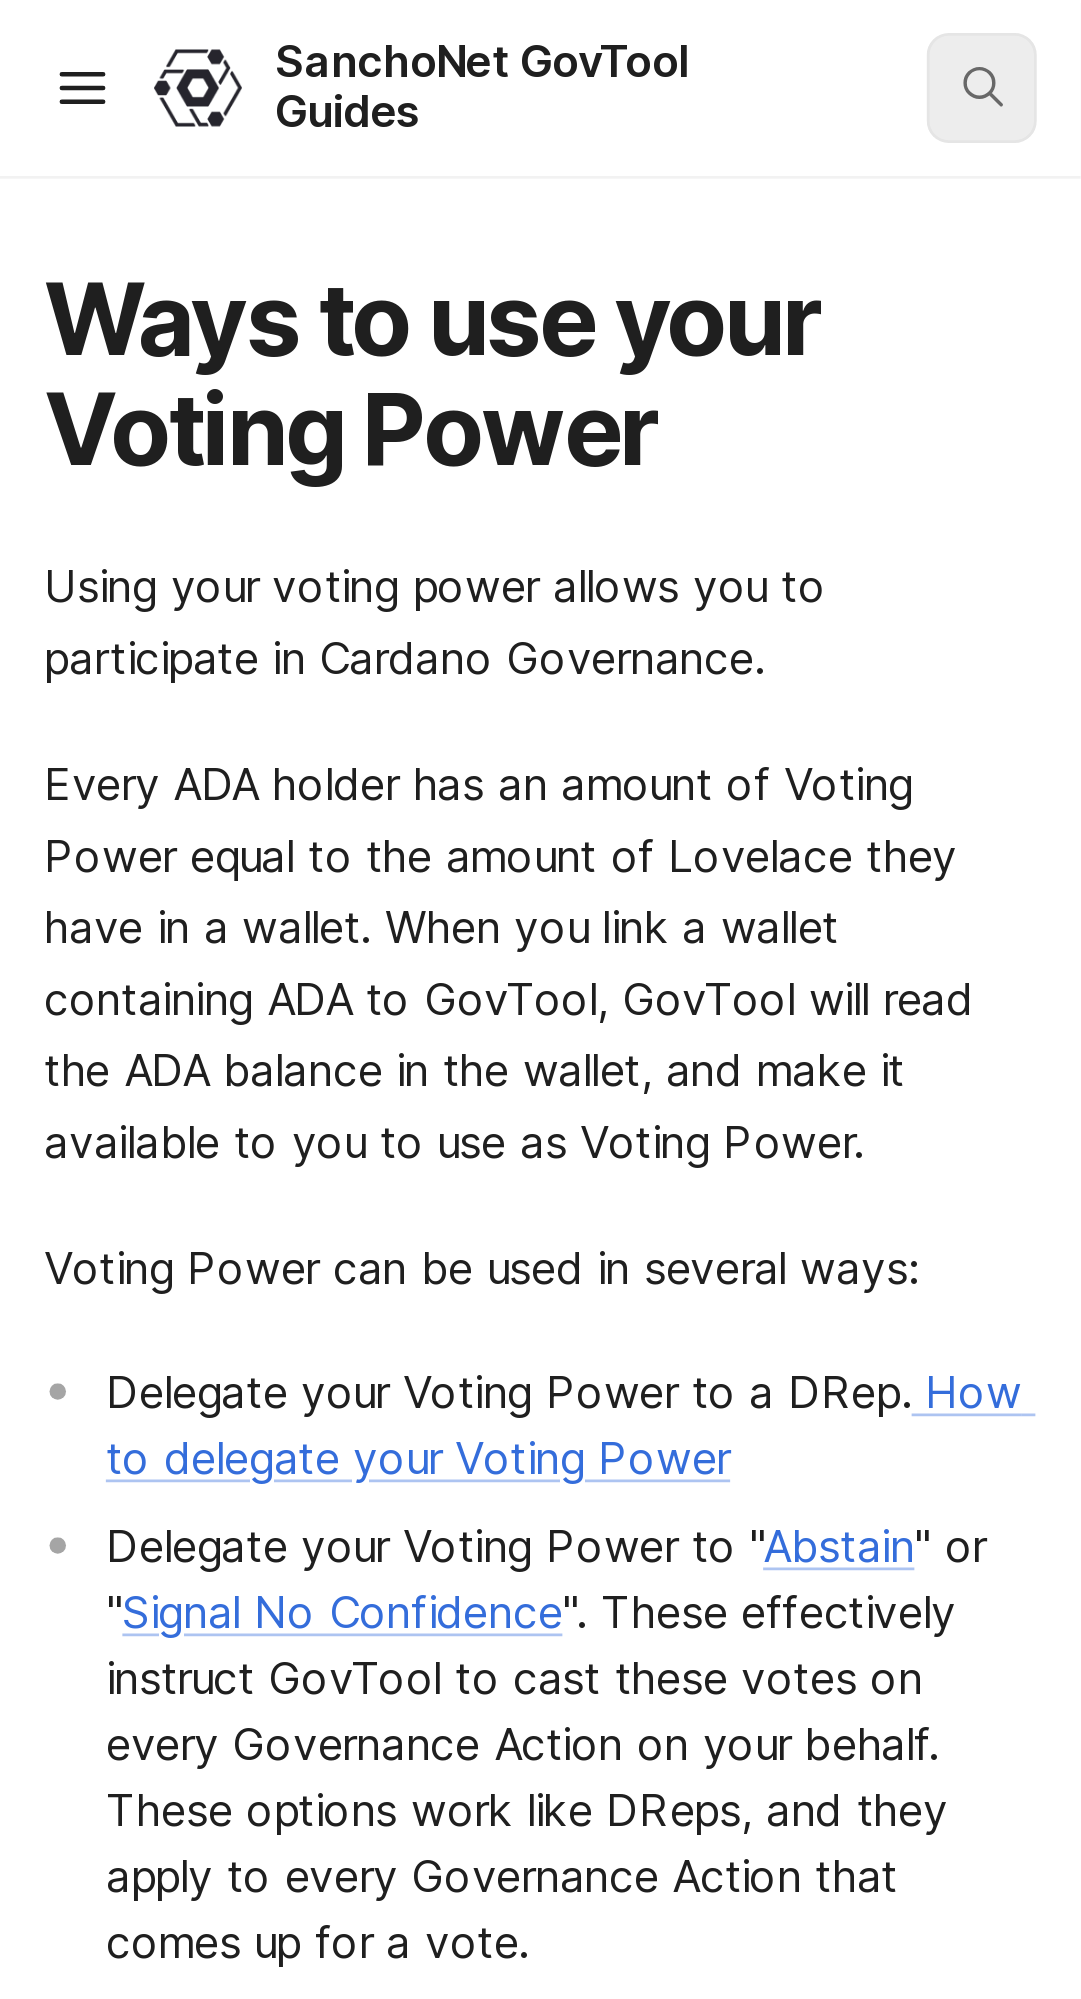 SanchoNet GovTool
Guides
Ways to use your
Voting Power
Using your voting power allows you to
participate in Cardano Governance.
Every ADA holder has an amount of Voting
Power equal to the amount of Lovelace they
have in a wallet. When you link a wallet
containing ADA to GovTool, GovTool will read
the ADA balance in the wallet, and make it
available to you to use as Voting Power.
Voting Power can be used in several ways:
Delegate your Voting Power to a DRep. How
to delegate your Voting Power
Delegate your Voting Power to "Abstain" or
"Signal No Confidence". These effectively
instruct GovTool to cast these votes on
every Governance Action on your behalf.
These options work like DReps, and they
apply to every Governance Action that
comes up for a vote.